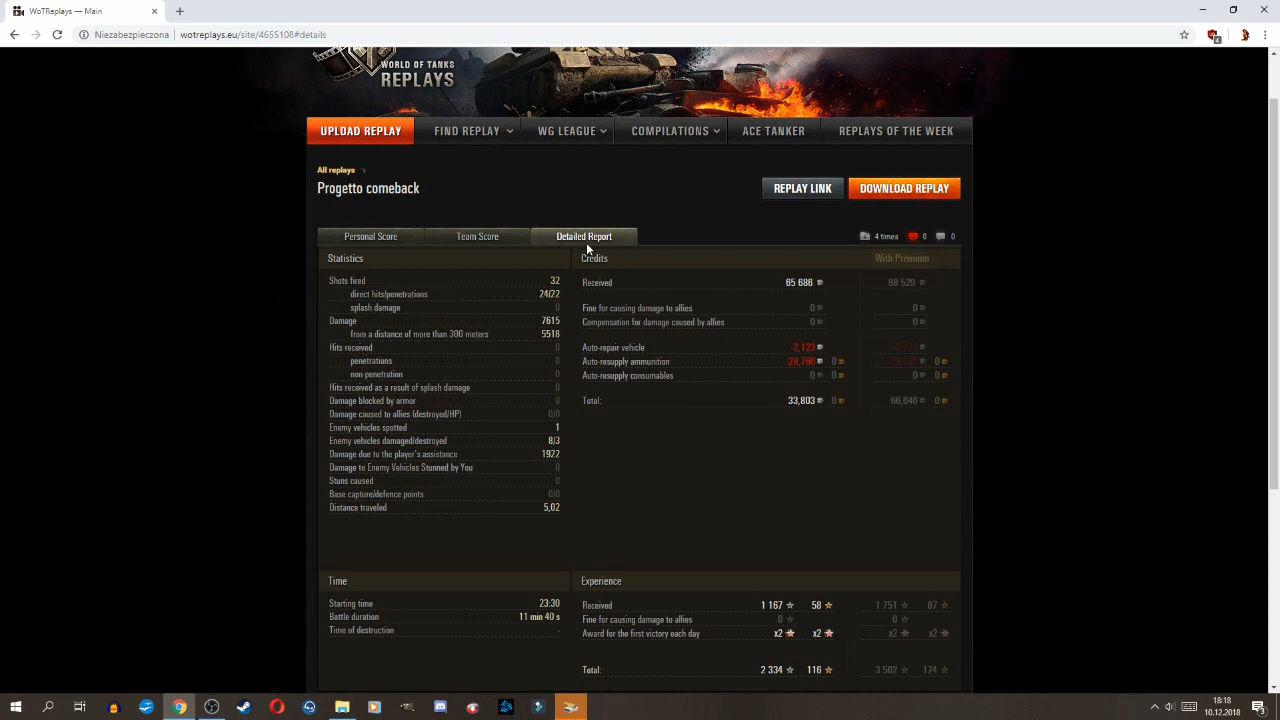 WoTReplays — Main
Niezabezpieczona wotreplays.eu/site/4655108#details
WORLD OF TANKS
REPLAYS
UPLOAD REPLAY FIND REPLAY WG LEAGUE COMPILATIONS ACE TANKER REPLAYS OF THE WEEK
All replays
Progetto comeback REPLAY LINK DOWNLOAD REPLAY
Personal Score Team Score Detailed Report 4 times 0 0
Statistics
Shots fired 32
direct hits/penetrations 24/22
splash damage 0
Damage 7615
from a distance of more than 300 meters 5518
Hits received 0
penetrations 0
non-penetration 0
Hits received as a result of splash damage 0
Damage blocked by armor 0
Damage caused to allies (destroyed/HP) 0/0
Enemy vehicles spotted 1
Enemy vehicles damaged/destroyed 8/3
Damage due to the player's assistance 1922
Damage to Enemy Vehicles Stunned by You 0
Stuns caused 0
Base capture/defence points 0/0
Distance traveled 5,02
Credits With Premium
Received 65 686 98 529
Fine for causing damage to allies 0 0
Compensation for damage caused by allies 0 0
Auto-repair vehicle -2,123
Auto-resupply ammunition -29,760 0 0
Auto-resupply consumables 0 0 0 0
Total: 33,803 0 66,646 0
Time
Starting time 23:30
Battle duration 11 min 40 s
Time of destruction -
Experience
Received 1 167 58 1 751 87
Fine for causing damage to allies 0 0
Award for the first victory each day x2 x2 x2 x2
Total: 2 334 116 3 502 174
18:18
10.12.2018